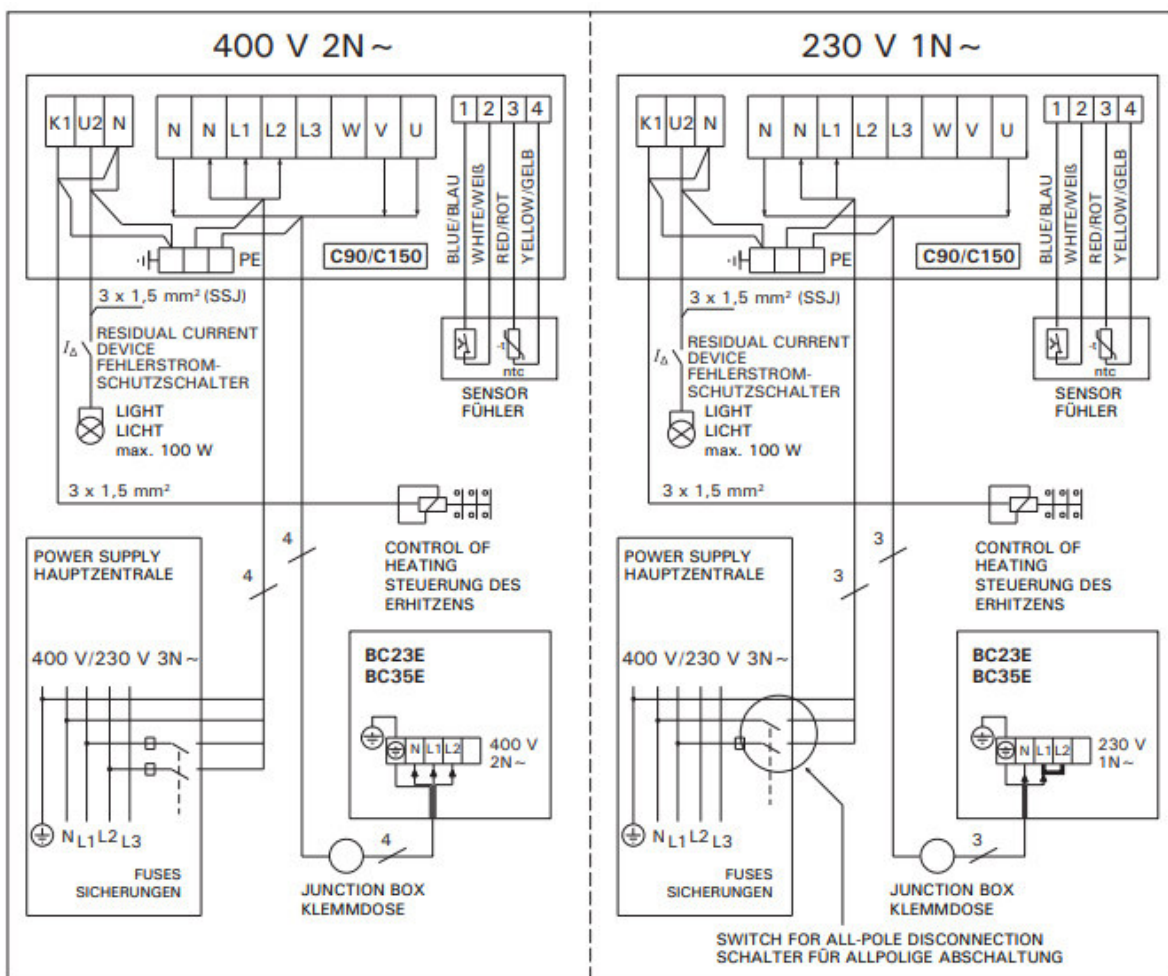 400 V 2N~
K1 U2 N
N N L1 L2 L3 W V U
1 2 3 4
BLUE/BLAU
WHITE/WEIß
RED/ROT
YELLOW/GELB
PE
C90/C150
3 x 1,5 mm² (SSJ)
I∆
RESIDUAL CURRENT
DEVICE
FEHLERSTROM-
SCHUTZSCHALTER
LIGHT
LICHT
max. 100 W
-t
ntc
SENSOR
FÜHLER
3 x 1,5 mm²
CONTROL OF
HEATING
STEUERUNG DES
ERHITZENS
4
4
POWER SUPPLY
HAUPTZENTRALE
400 V/230 V 3N~
N L1 L2 L3
FUSES
SICHERUNGEN
BC23E
BC35E
N L1 L2
400 V
2N~
4
JUNCTION BOX
KLEMMDOSE
230 V 1N~
K1 U2 N
N N L1 L2 L3 W V U
1 2 3 4
BLUE/BLAU
WHITE/WEIß
RED/ROT
YELLOW/GELB
PE
C90/C150
3 x 1,5 mm² (SSJ)
I∆
RESIDUAL CURRENT
DEVICE
FEHLERSTROM-
SCHUTZSCHALTER
LIGHT
LICHT
max. 100 W
-t
ntc
SENSOR
FÜHLER
3 x 1,5 mm²
CONTROL OF
HEATING
STEUERUNG DES
ERHITZENS
3
3
POWER SUPPLY
HAUPTZENTRALE
400 V/230 V 3N~
N L1 L2 L3
FUSES
SICHERUNGEN
BC23E
BC35E
N L1 L2
230 V
1N~
3
JUNCTION BOX
KLEMMDOSE
SWITCH FOR ALL-POLE DISCONNECTION
SCHALTER FÜR ALLPOLIGE ABSCHALTUNG